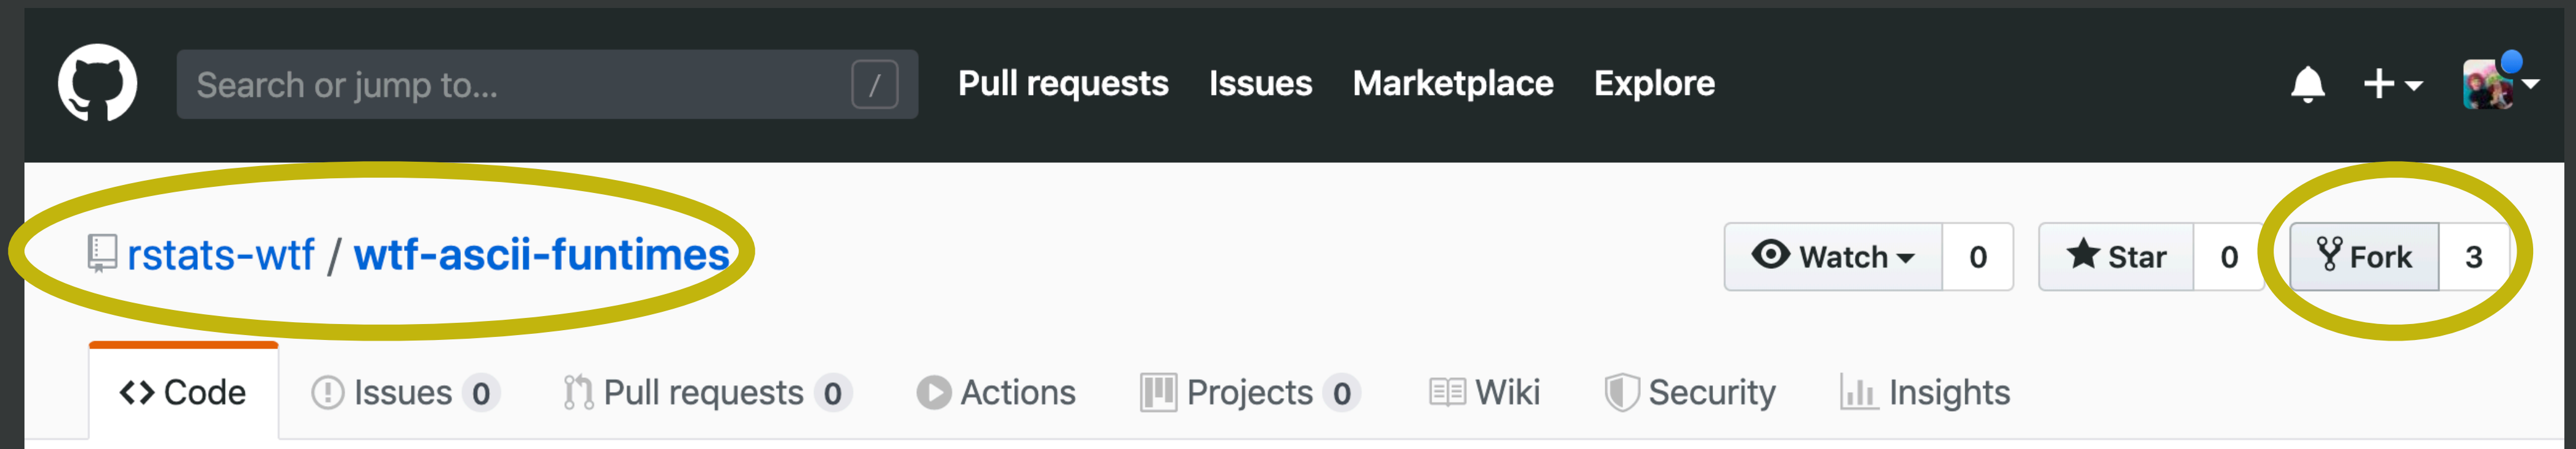 Search or jump to... / Pull requests Issues Marketplace Explore
rstats-wtf / wtf-ascii-funtimes Watch 0 Star 0 Fork 3
Code Issues 0 Pull requests 0 Actions Projects 0 Wiki Security Insights